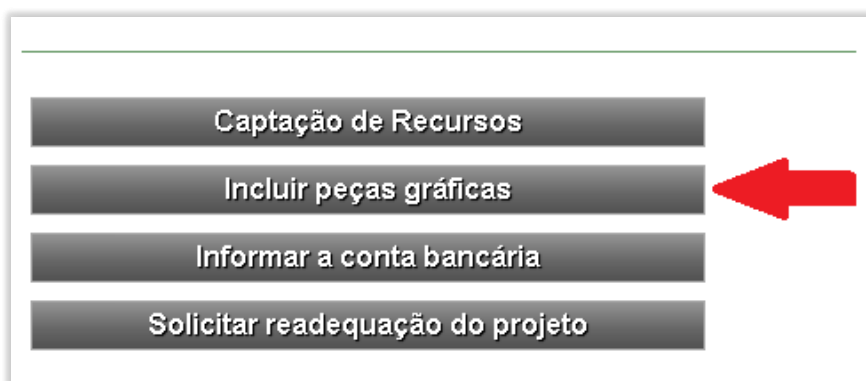 Captação de Recursos
Incluir peças gráficas
Informar a conta bancária
Solicitar readequação do projeto